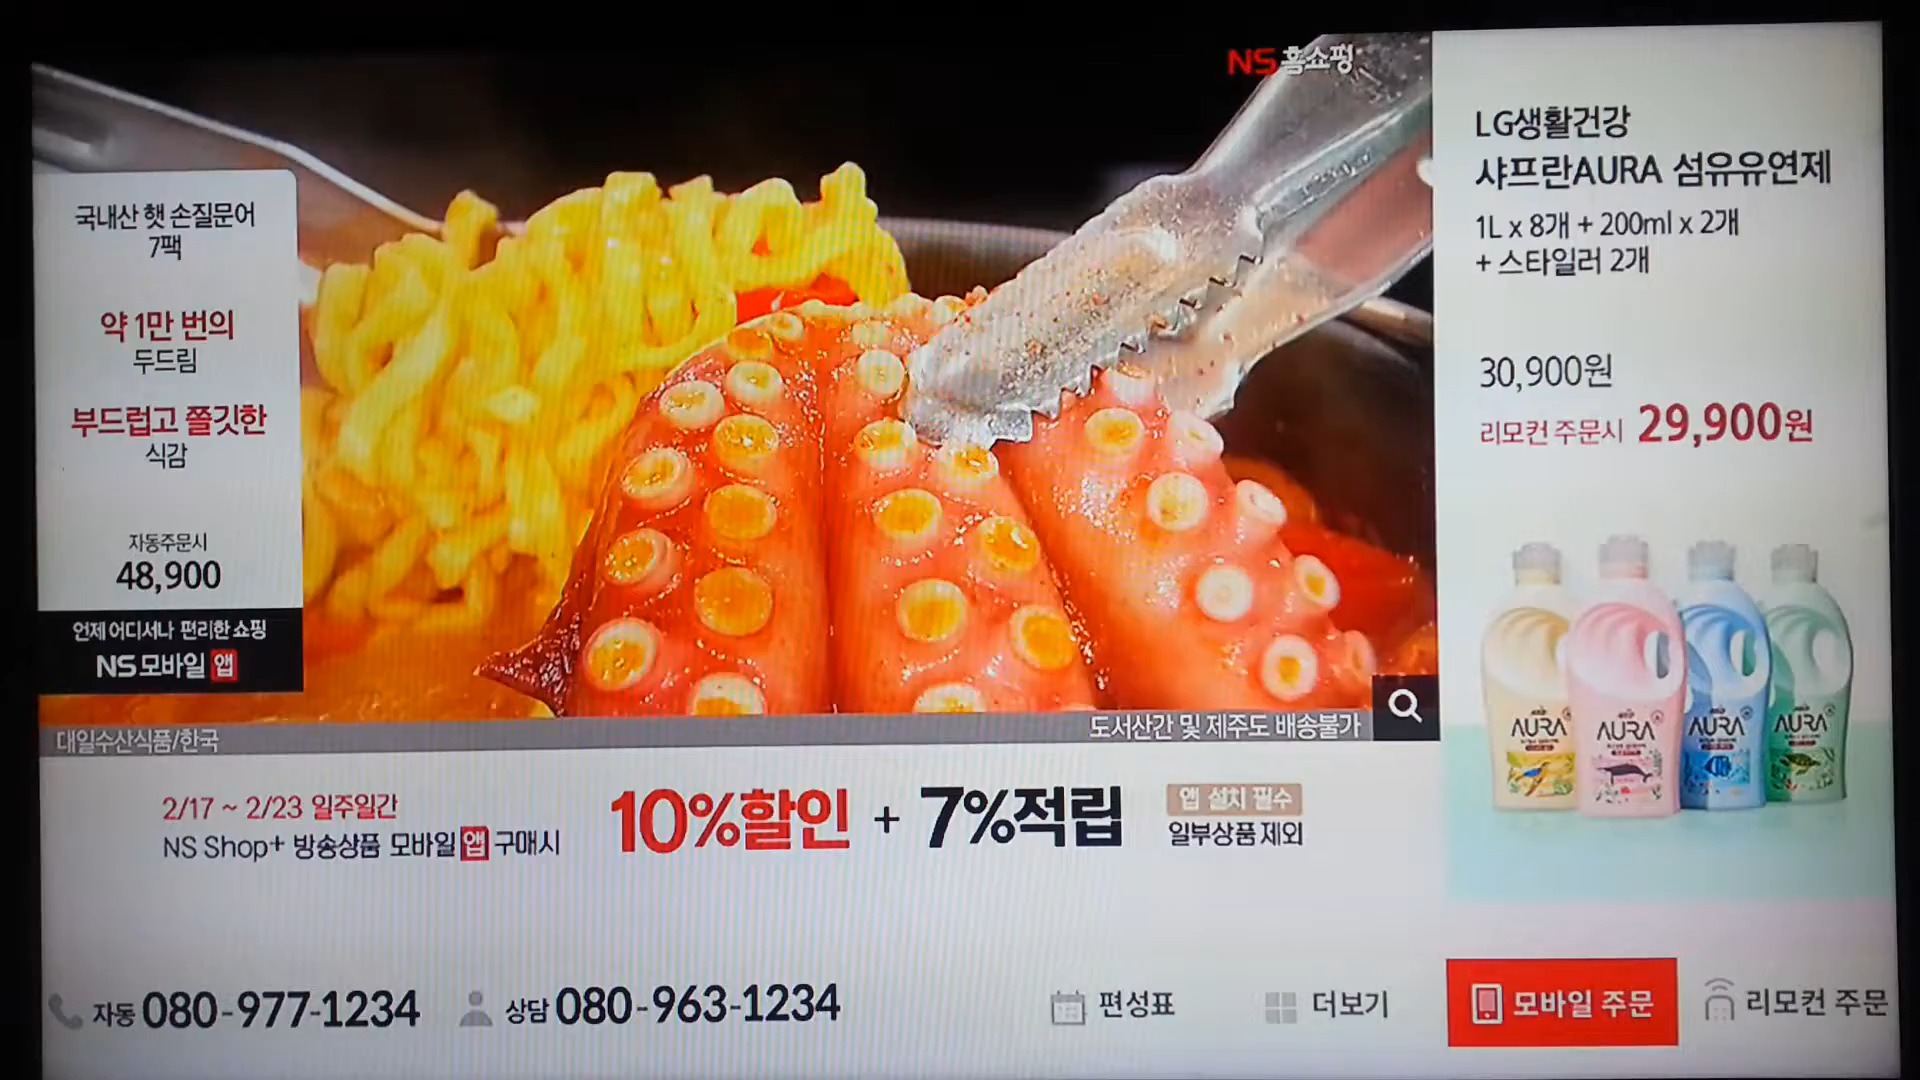 NS 홈쇼핑
국내산 햇 손질문어
7팩
약 1만 번의
두드림
부드럽고 쫄깃한
식감
자동주문시
48,900
언제 어디서나 편리한 쇼핑
NS 모바일 앱
대일수산식품/한국
도서산간 및 제주도 배송불가
LG생활건강
샤프란AURA 섬유유연제
1L x 8개 + 200ml x 2개
+ 스타일러 2개
30,900원
리모컨 주문시 29,900원
AURA
AURA
AURA
AURA
2/17 ~ 2/23 일주일간
NS Shop+ 방송상품 모바일 앱 구매시
10%할인 + 7%적립
앱 설치 필수
일부상품 제외
자동 080-977-1234
상담 080-963-1234
편성표
더보기
모바일 주문
리모컨 주문